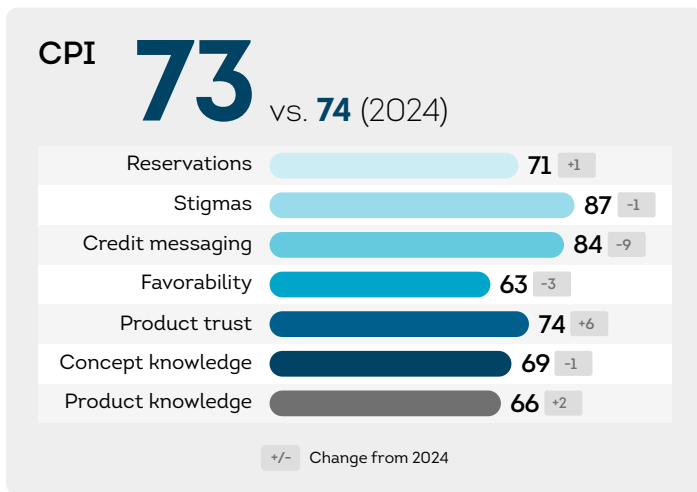 CPI 73 vs. 74 (2024)
Reservations 71 +1
Stigmas 87 -1
Credit messaging 84 -9
Favorability 63 -3
Product trust 74 +6
Concept knowledge 69 -1
Product knowledge 66 +2
+/- Change from 2024